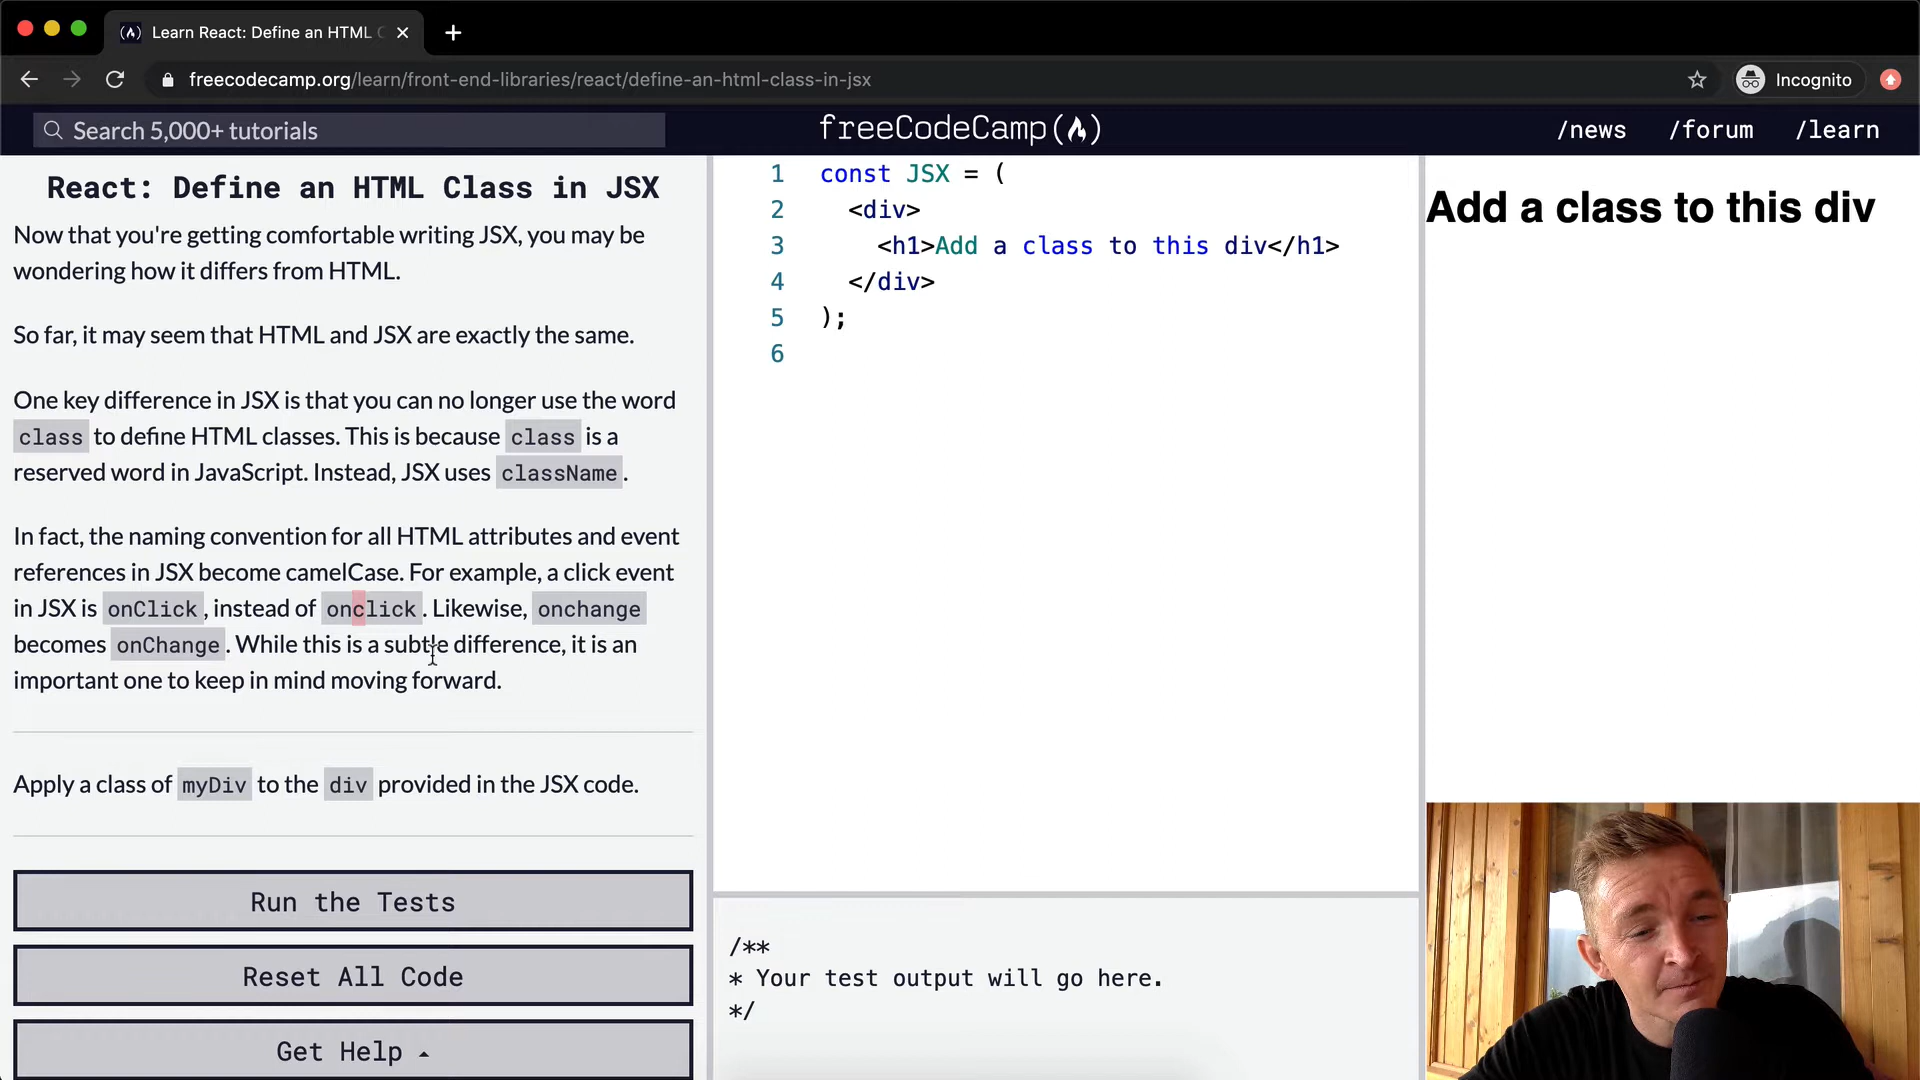 Learn React: Define an HTML C
freecodecamp.org/learn/front-end-libraries/react/define-an-html-class-in-jsx
Incognito
Search 5,000+ tutorials
freeCodeCamp
/news /forum /learn
React: Define an HTML Class in JSX
Now that you're getting comfortable writing JSX, you may be
wondering how it differs from HTML.
So far, it may seem that HTML and JSX are exactly the same.
One key difference in JSX is that you can no longer use the word
class to define HTML classes. This is because class is a
reserved word in JavaScript. Instead, JSX uses className.
In fact, the naming convention for all HTML attributes and event
references in JSX become camelCase. For example, a click event
in JSX is onClick, instead of onclick. Likewise, onchange
becomes onChange. While this is a subtle difference, it is an
important one to keep in mind moving forward.
Apply a class of myDiv to the div provided in the JSX code.
Run the Tests
Reset All Code
Get Help
1 const JSX = (
2 <div>
3 <h1>Add a class to this div</h1>
4 </div>
5 );
6
/**
* Your test output will go here.
*/
Add a class to this div